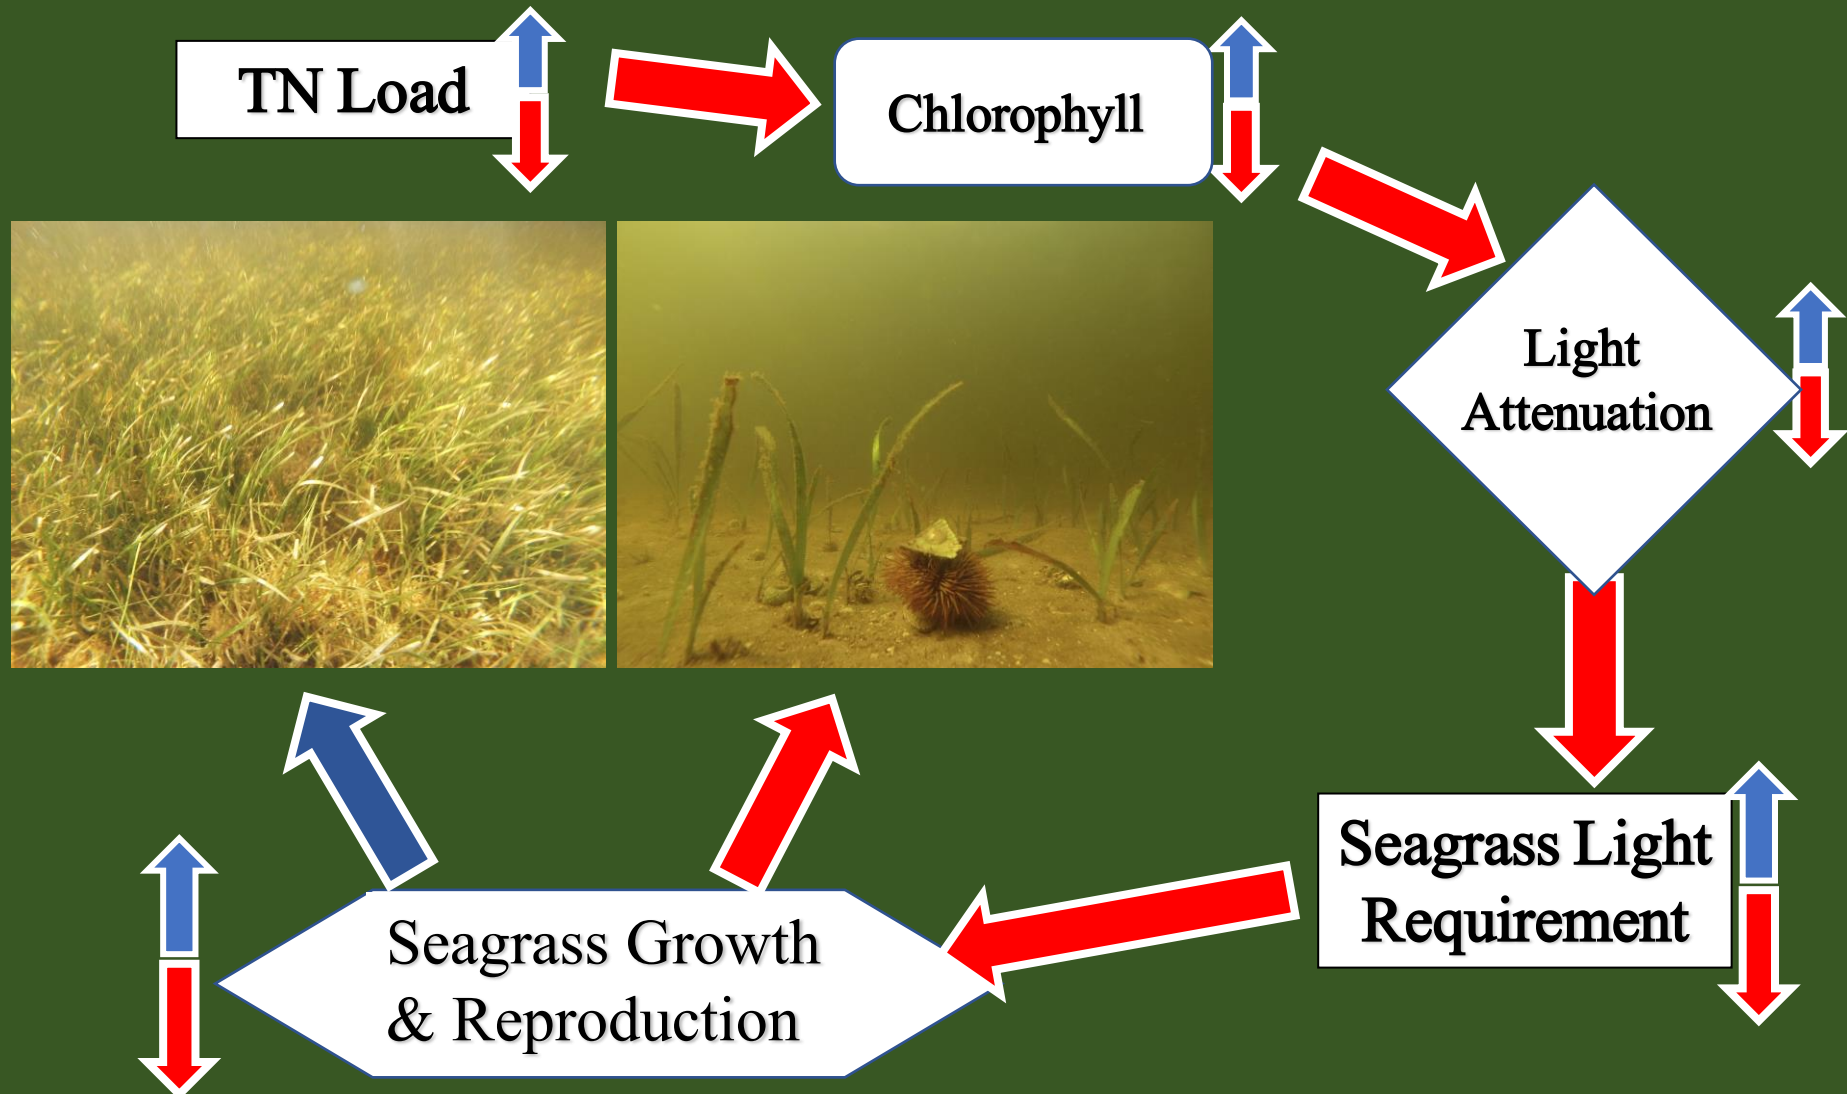 TN Load
Chlorophyll
Light
Attenuation
Seagrass Light
Requirement
Seagrass Growth
& Reproduction